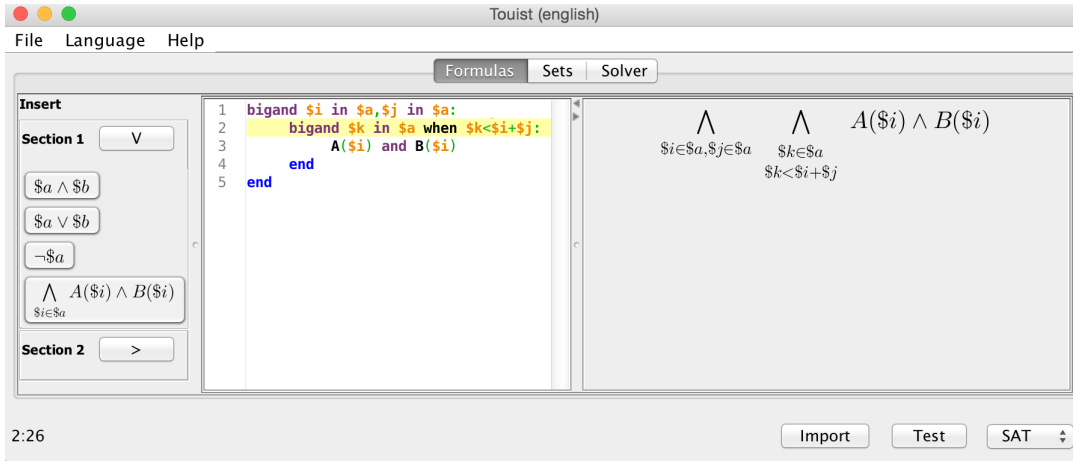 Touist (english)
File Language Help
Formulas Sets Solver
Insert
Section 1 V
$a ∧ $b
$a ∨ $b
¬$a
⋀ A($i) ∧ B($i)
$i∈$a
Section 2 >
1 bigand $i in $a,$j in $a:
2 bigand $k in $a when $k<$i+$j:
3 A($i) and B($i)
4 end
5 end
⋀ ⋀ A($i) ∧ B($i)
$i∈$a,$j∈$a $k∈$a
$k<$i+$j
2:26
Import Test SAT